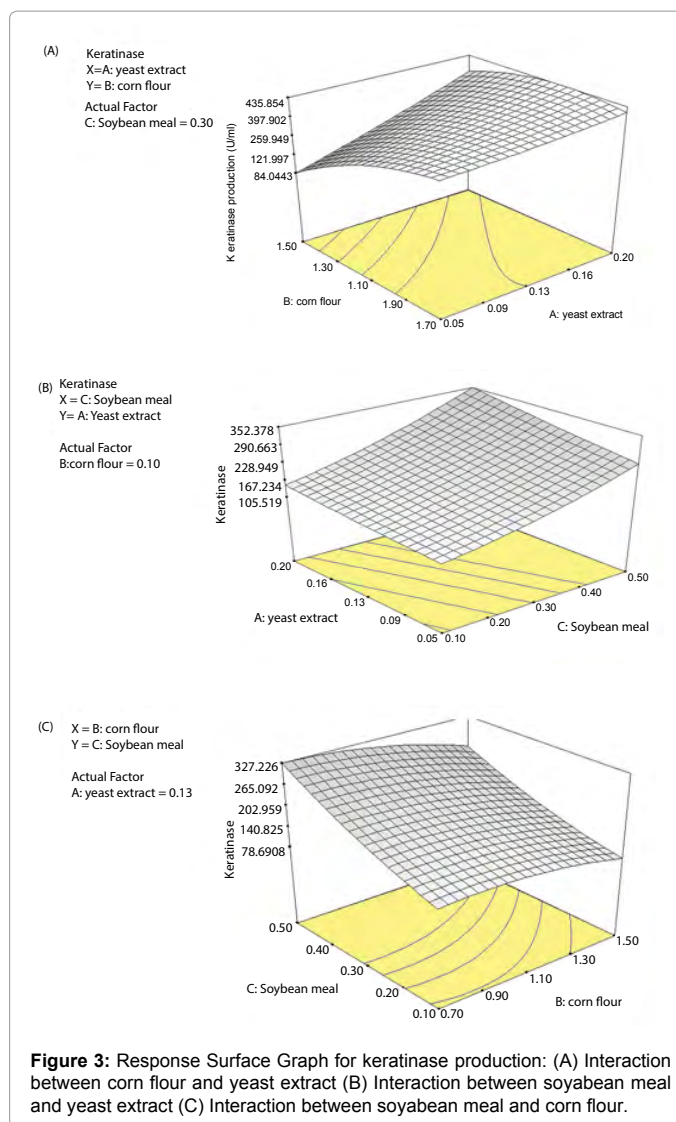 (A)
Keratinase
X=A: yeast extract
Y= B: corn flour
Actual Factor
C: Soybean meal = 0.30
435.854
397.902
259.949
121.997
84.0443
K eratinase production (U/ml)
1.50
1.30
1.10
1.90
1.70
B: corn flour
0.05
0.09
0.13
0.16
0.20
A: yeast extract
(B)
Keratinase
X = C: Soybean meal
Y= A: Yeast extract
Actual Factor
B:corn flour = 0.10
352.378
290.663
228.949
167.234
105.519
Keratinase
0.20
0.16
0.13
0.09
0.05
A: yeast extract
0.10
0.20
0.30
0.40
0.50
C: Soybean meal
(C)
X = B: corn flour
Y = C: Soybean meal
Actual Factor
A: yeast extract = 0.13
327.226
265.092
202.959
140.825
78.6908
Keratinase
0.50
0.40
0.30
0.20
0.10
C: Soybean meal
0.70
0.90
1.10
1.30
1.50
B: corn flour
Figure 3: Response Surface Graph for keratinase production: (A) Interaction
between corn flour and yeast extract (B) Interaction between soyabean meal
and yeast extract (C) Interaction between soyabean meal and corn flour.